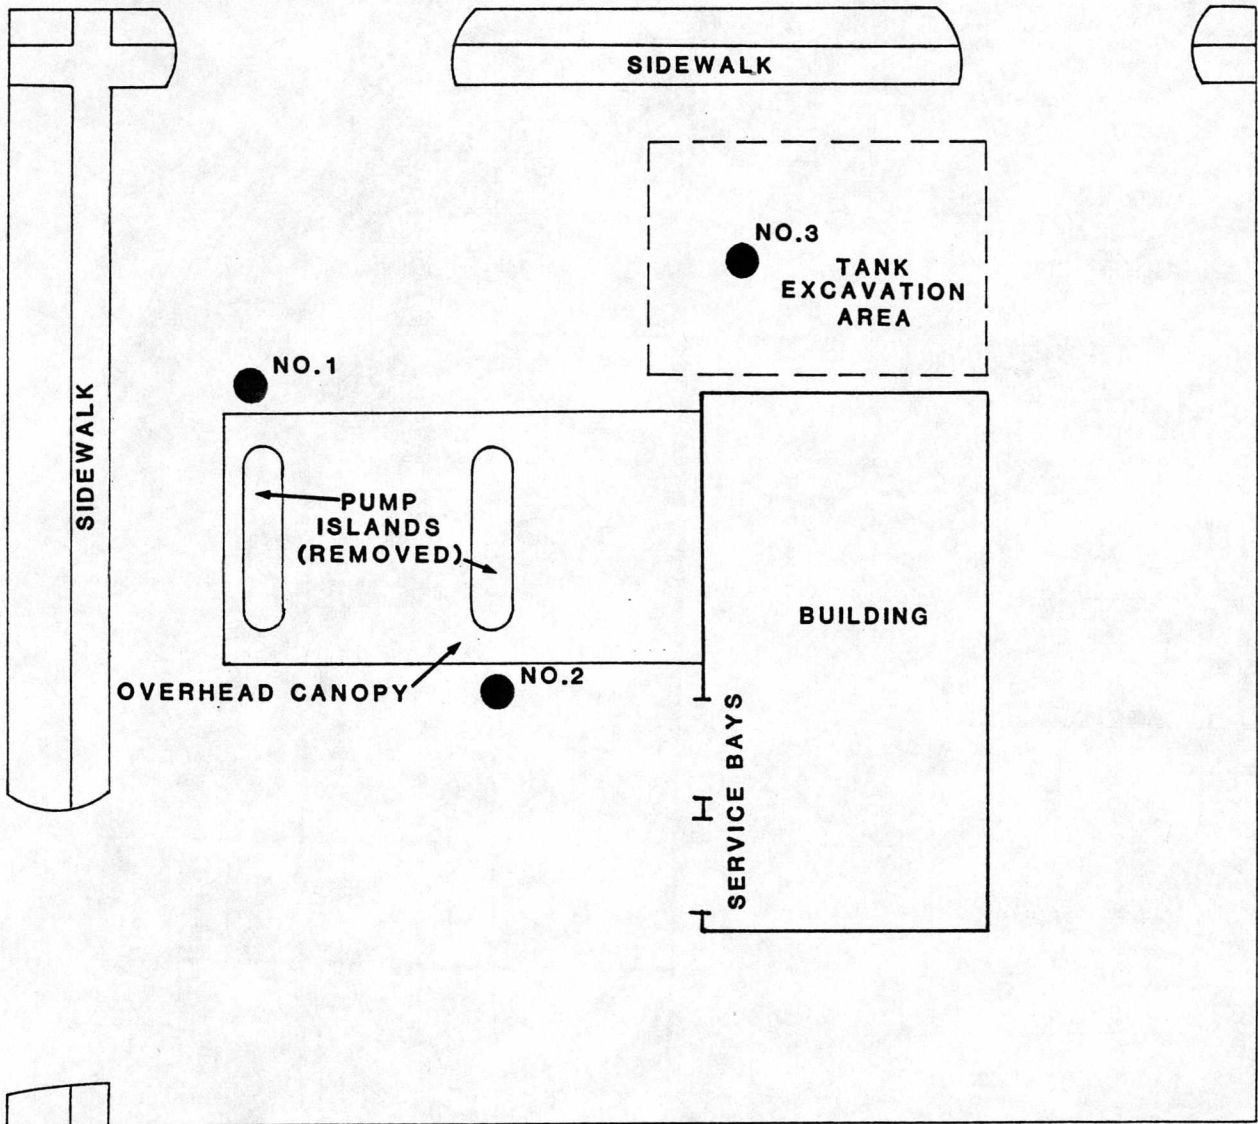 SIDEWALK
NO.3
TANK
EXCAVATION
AREA
NO.1
SIDEWALK
PUMP
ISLANDS
(REMOVED)
BUILDING
OVERHEAD CANOPY
NO.2
SERVICE BAYS